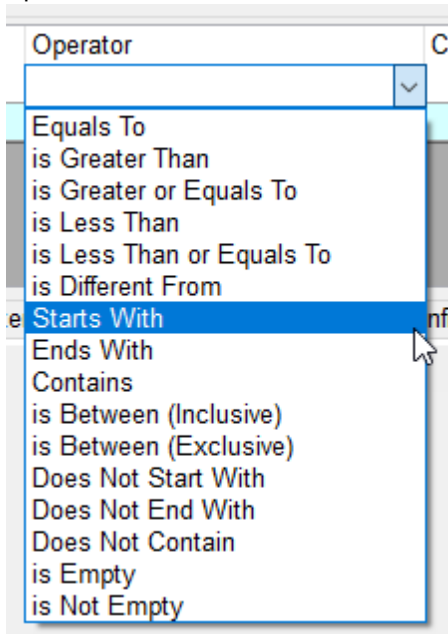 Operator
Equals To
is Greater Than
is Greater or Equals To
is Less Than
is Less Than or Equals To
is Different From
Starts With
Ends With
Contains
is Between (Inclusive)
is Between (Exclusive)
Does Not Start With
Does Not End With
Does Not Contain
is Empty
is Not Empty